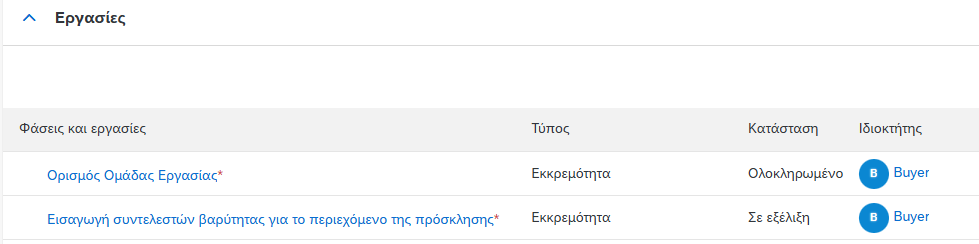 Εργασίες
Φάσεις και εργασίες Τύπος Κατάσταση Ιδιοκτήτης
Ορισμός Ομάδας Εργασίας* Εκκρεμότητα Ολοκληρωμένο B Buyer
Εισαγωγή συντελεστών βαρύτητας για το περιεχόμενο της πρόσκλησης* Εκκρεμότητα Σε εξέλιξη B Buyer